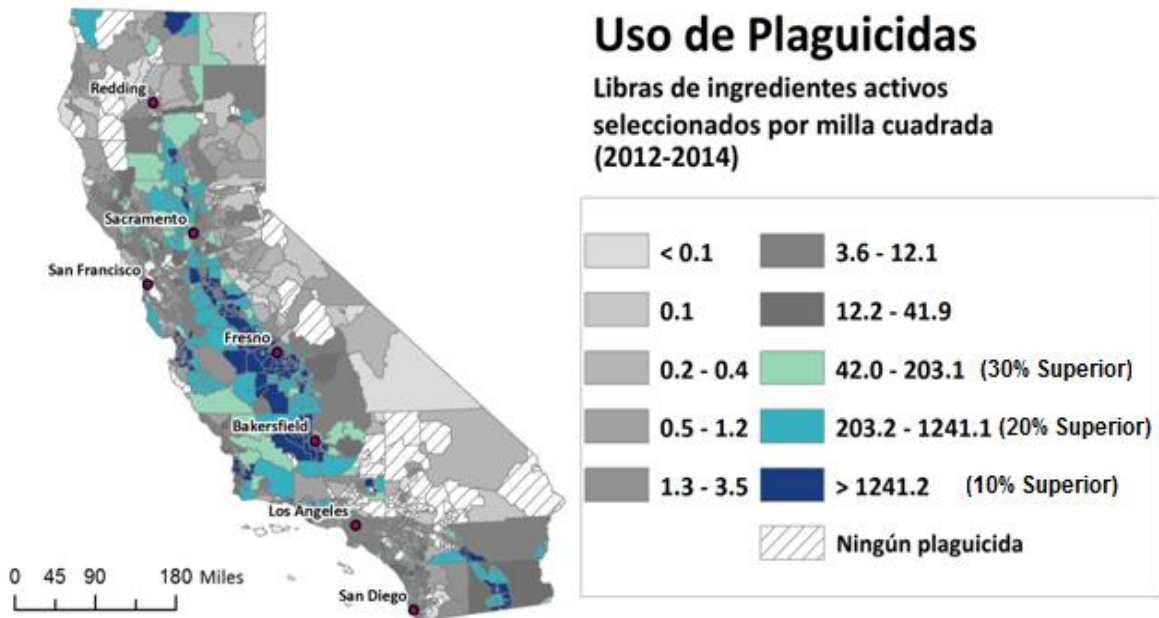 Uso de Plaguicidas
Libras de ingredientes activos
seleccionados por milla cuadrada
(2012-2014)
< 0.1
0.1
0.2 - 0.4
0.5 - 1.2
1.3 - 3.5
3.6 - 12.1
12.2 - 41.9
42.0 - 203.1 (30% Superior)
203.2 - 1241.1 (20% Superior)
> 1241.2 (10% Superior)
Ningún plaguicida
Redding
Sacramento
San Francisco
Fresno
Bakersfield
Los Angeles
San Diego
0 45 90 180 Miles